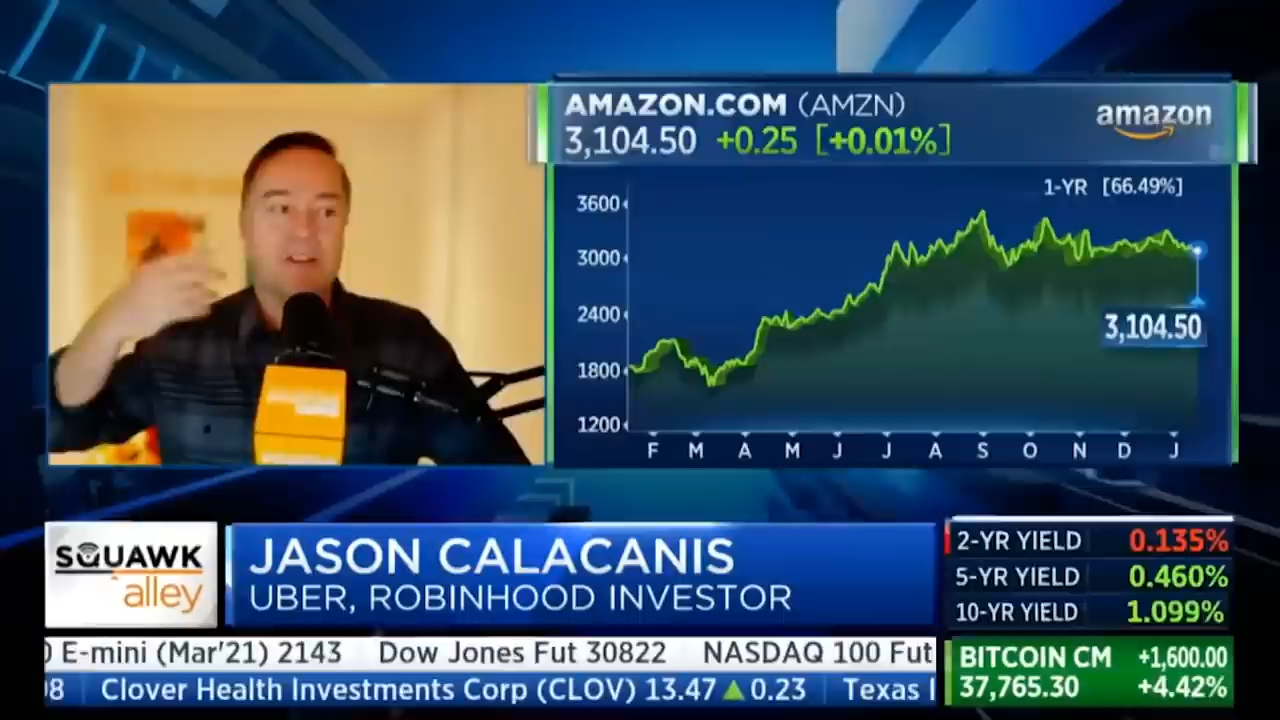 AMAZON.COM (AMZN)
3,104.50 +0.25 [+0.01%]
amazon
1-YR [66.49%]
3600
3000
2400
1800
1200
3,104.50
F M A M J J A S O N D J
SQUAWK
alley
JASON CALACANIS
UBER, ROBINHOOD INVESTOR
2-YR YIELD 0.135%
5-YR YIELD 0.460%
10-YR YIELD 1.099%
E-mini (Mar'21) 2143 Dow Jones Fut 30822 NASDAQ 100 Fut
8 Clover Health Investments Corp (CLOV) 13.47 ▲ 0.23 Texas I
BITCOIN CM +1,600.00
37,765.30 +4.42%